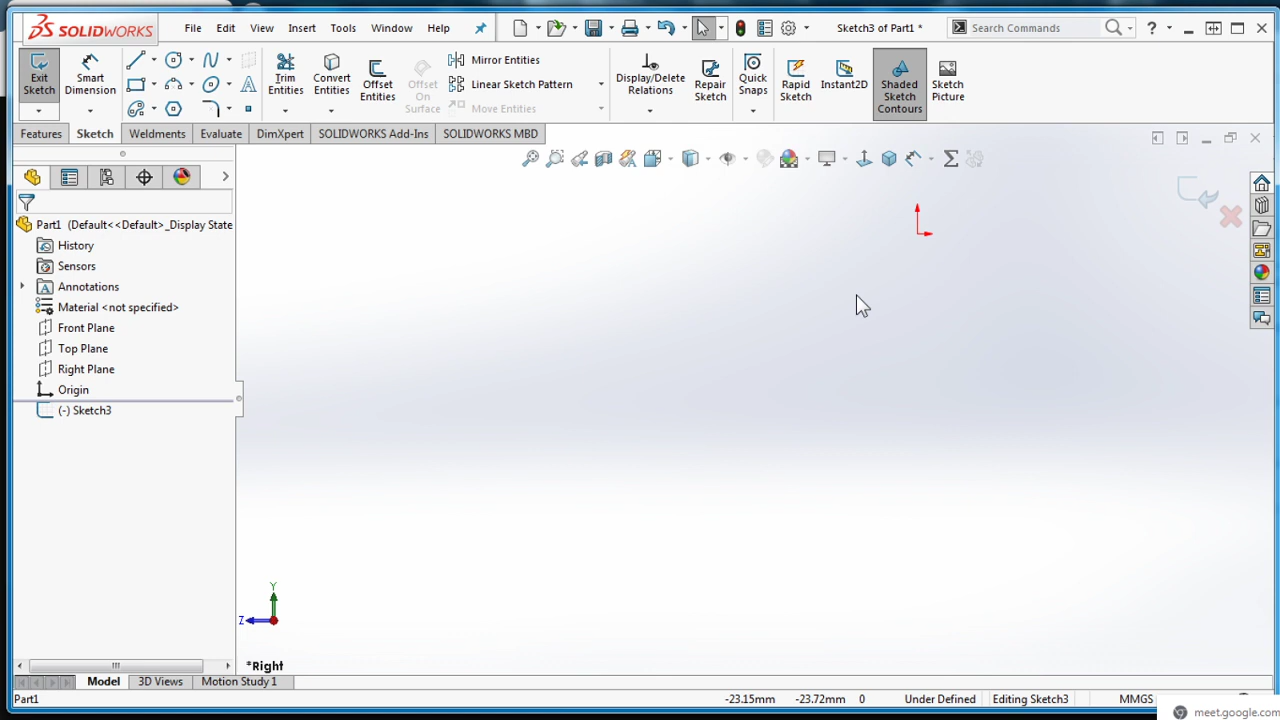 SOLIDWORKS
File Edit View Insert Tools Window Help
Sketch3 of Part1 *
Search Commands
Exit Sketch
Smart Dimension
Trim Entities
Convert Entities
Offset Entities
Offset On Surface
Mirror Entities
Linear Sketch Pattern
Move Entities
Display/Delete Relations
Repair Sketch
Quick Snaps
Rapid Sketch
Instant2D
Shaded Sketch Contours
Sketch Picture
Features Sketch Weldments Evaluate DimXpert SOLIDWORKS Add-Ins SOLIDWORKS MBD
Part1 (Default<<Default>_Display State
History
Sensors
Annotations
Material <not specified>
Front Plane
Top Plane
Right Plane
Origin
(-) Sketch3
Y
Z
*Right
Model 3D Views Motion Study 1
Part1 -23.15mm -23.72mm 0 Under Defined Editing Sketch3 MMGS
meet.google.com